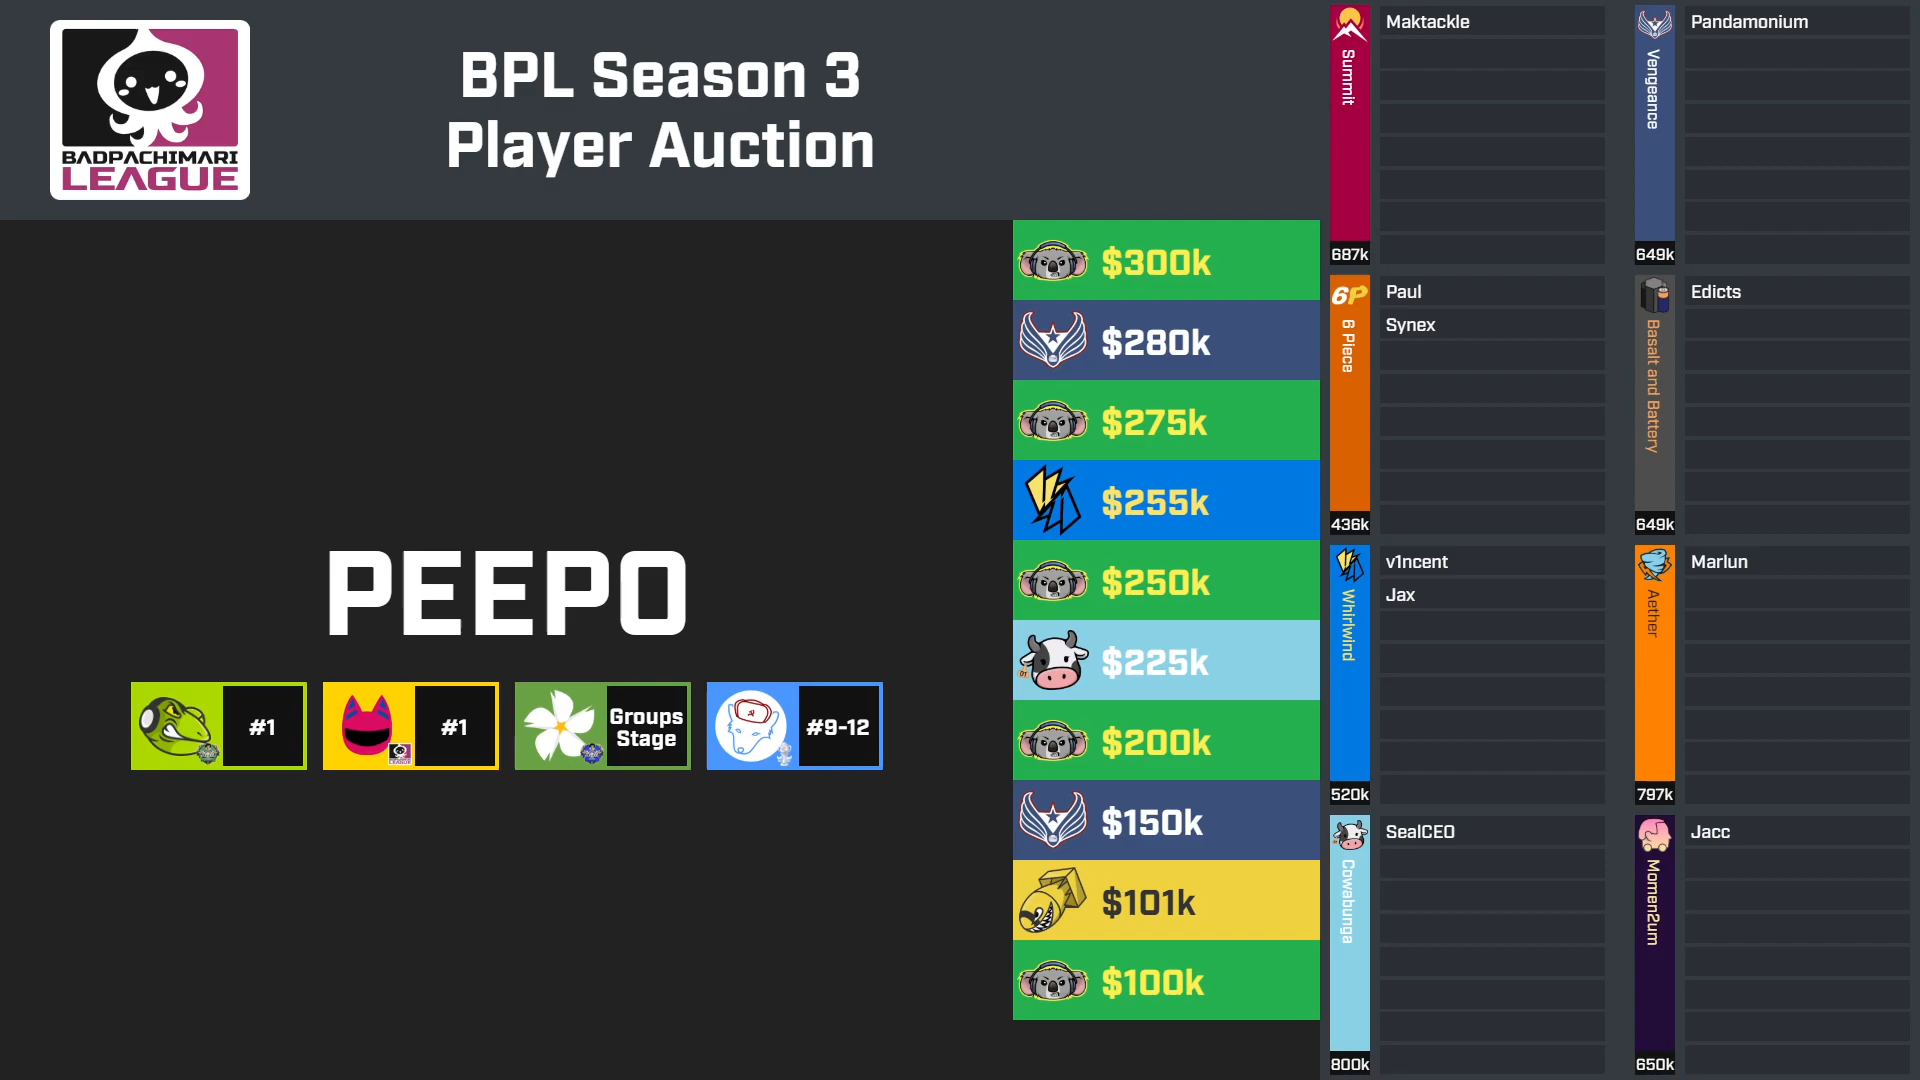 BADPACHIMARI
LEAGUE
BPL Season 3
Player Auction
PEEPO
#1
#1
Groups
Stage
#9-12
$300k
$280k
$275k
$255k
$250k
$225k
$200k
$150k
$101k
$100k
Summit
687k
Maktackle
Vengeance
649k
Pandamonium
6P
6 Piece
436k
Paul
Synex
Basalt and Battery
649k
Edicts
Whirlwind
520k
v1ncent
Jax
Aether
797k
Marlun
Cowabunga
800k
SealCEO
Momen2um
650k
Jacc